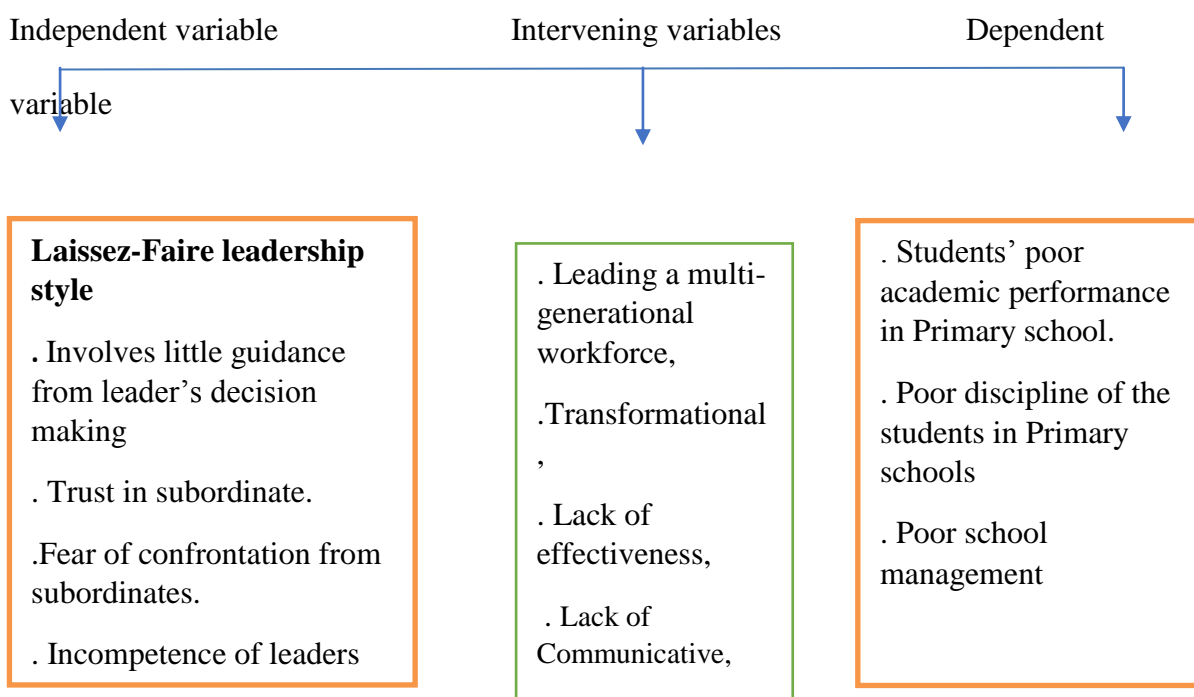 Independent variable Intervening variables Dependent
variable
Laissez-Faire leadership
style
. Involves little guidance
from leader’s decision
making
. Trust in subordinate.
.Fear of confrontation from
subordinates.
. Incompetence of leaders
. Leading a multi-
generational
workforce,
.Transformational
,
. Lack of
effectiveness,
. Lack of
Communicative,
. Students’ poor
academic performance
in Primary school.
. Poor discipline of the
students in Primary
schools
. Poor school
management